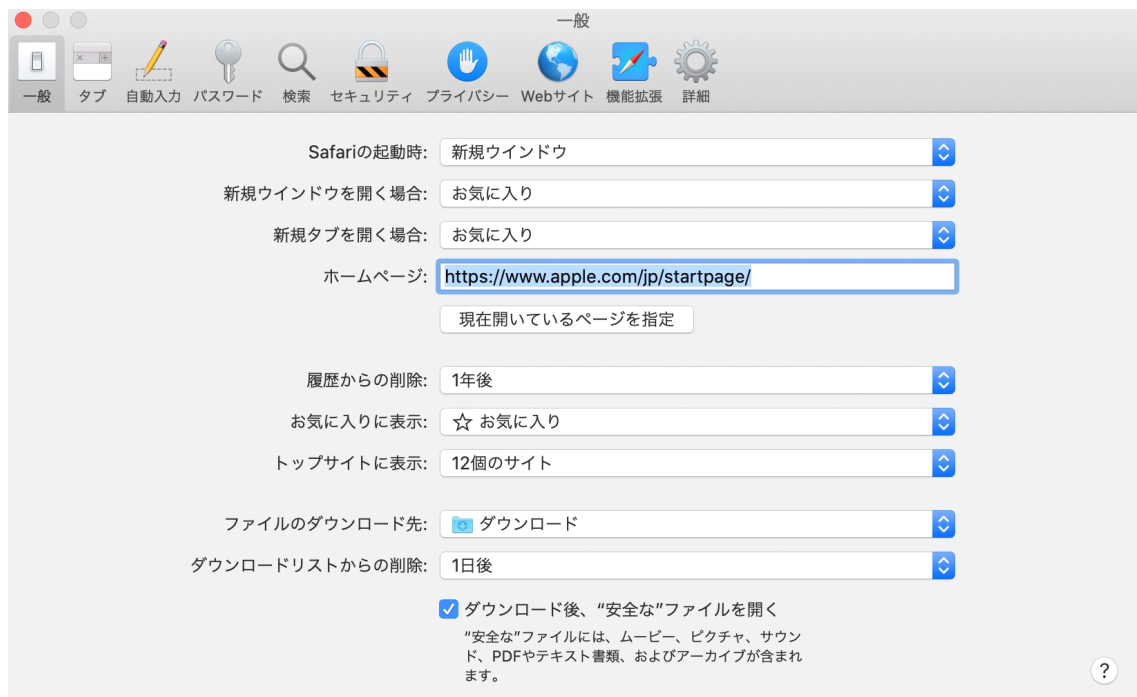 一般
一般 タブ 自動入力 パスワード 検索 セキュリティ プライバシー Webサイト 機能拡張 詳細
Safariの起動時: 新規ウインドウ
新規ウインドウを開く場合: お気に入り
新規タブを開く場合: お気に入り
ホームページ: https://www.apple.com/jp/startpage/
現在開いているページを指定
履歴からの削除: 1年後
お気に入りに表示: ☆ お気に入り
トップサイトに表示: 12個のサイト
ファイルのダウンロード先: ダウンロード
ダウンロードリストからの削除: 1日後
ダウンロード後、“安全な”ファイルを開く
“安全な”ファイルには、ムービー、ピクチャ、サウン
ド、PDFやテキスト書類、およびアーカイブが含まれ
ます。
?